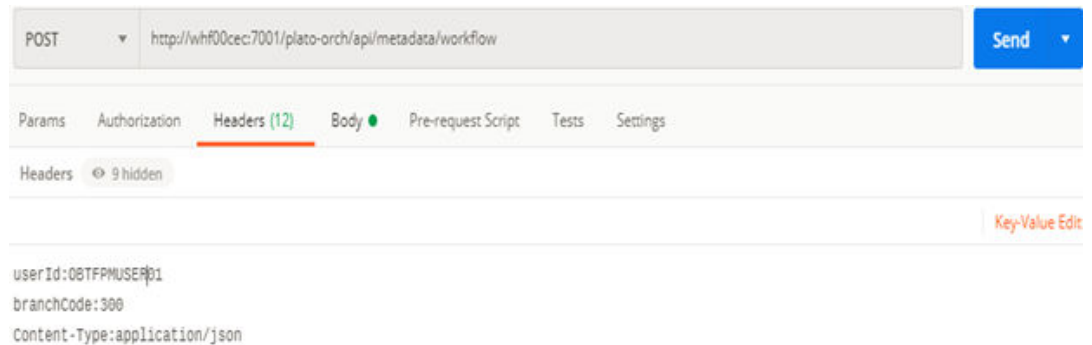 POST http://whf00cec:7001/plato-orch/api/metadata/workflow Send
Params Authorization Headers (12) Body Pre-request Script Tests Settings
Headers 9 hidden
Key-Value Edit
userId:OBTFPMUSER01
branchCode:300
Content-Type:application/json